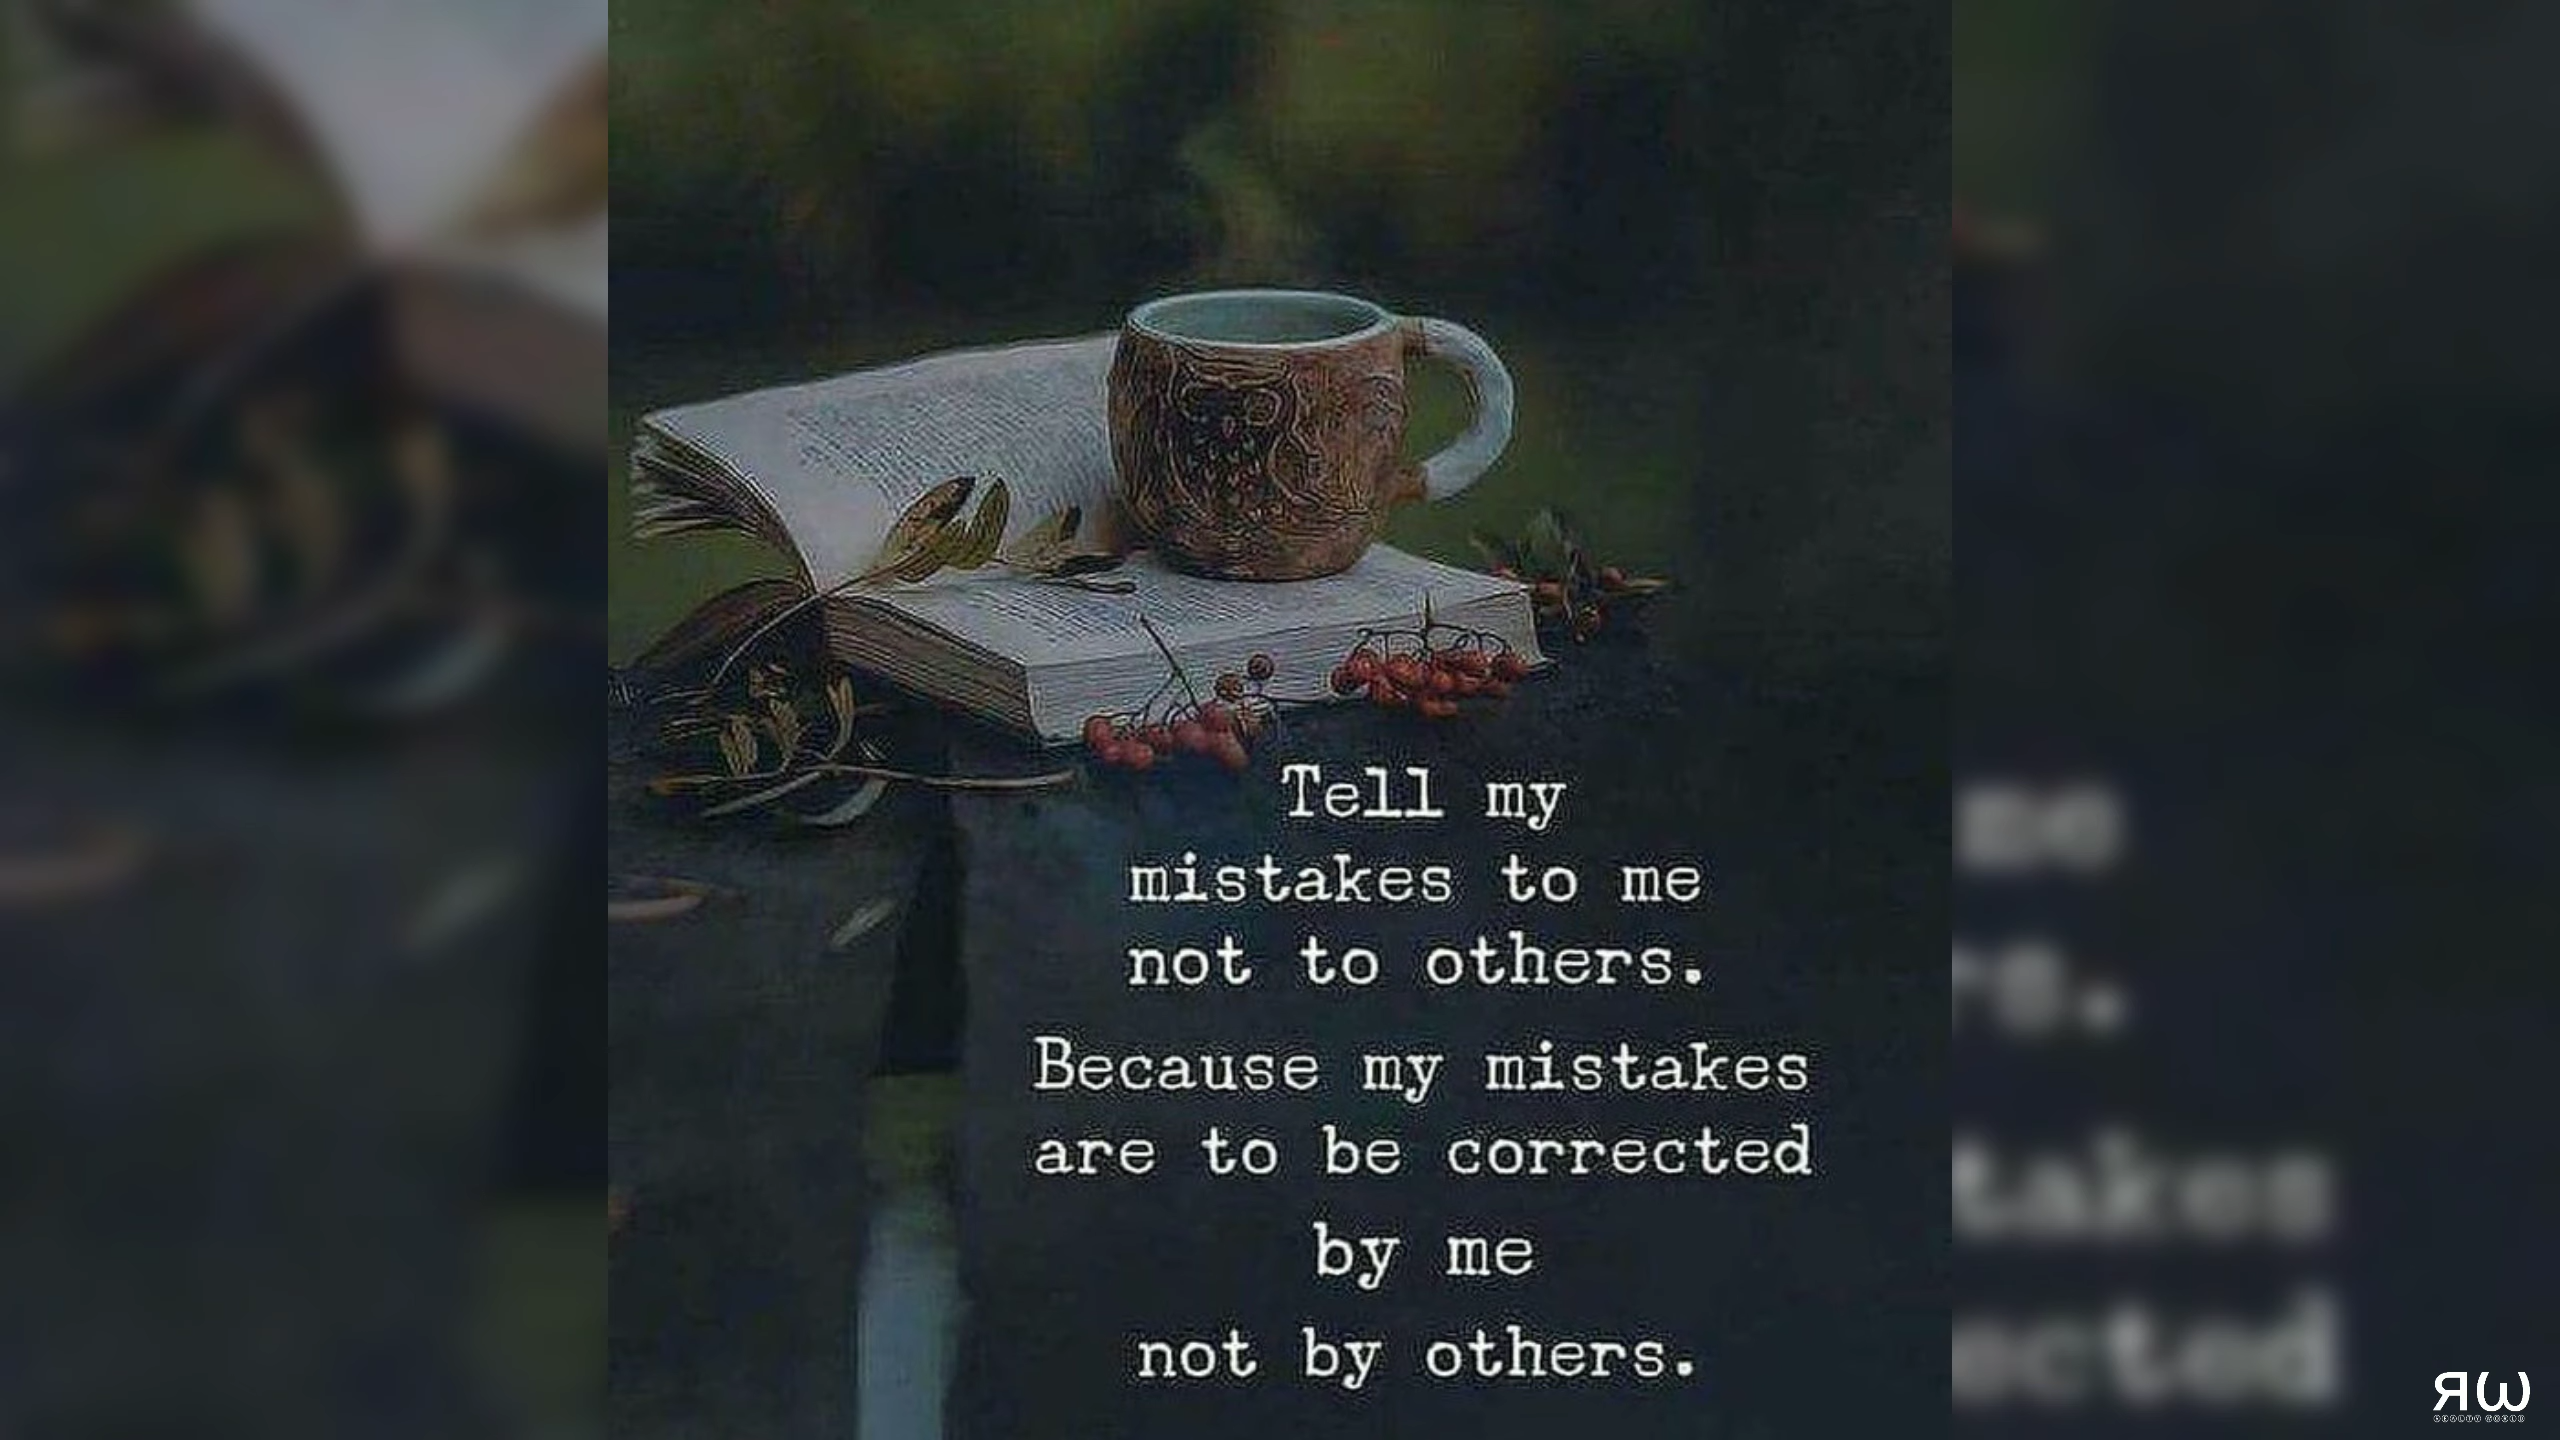 Tell my
mistakes to me
not to others.
Because my mistakes
are to be corrected
by me
not by others.
ЯW